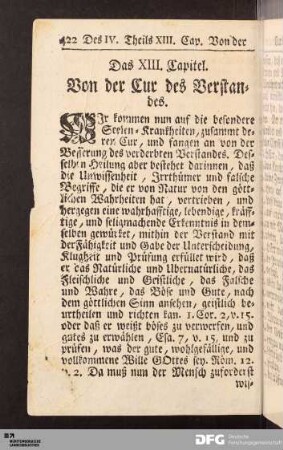 422 Des IV. Theils XIII. Cap. Von der
Das XIII. Capitel.
Von der Cur des Verstan-
des.
WIr kommen nun auf die besondere
Seelen-Kranckheiten, zusammt de-
ren Cur, und fangen an von der
Besserung des verderbten Verstandes. Des-
selben Heilung aber bestehet darinnen, daß
die Unwissenheit, Irrthümer und falsche
Begriffe, die er von Natur von den gött-
lichen Wahrheiten hat, vertrieben, und
hergegen eine wahrhafftige, lebendige, kräff-
tige, und seligmachende Erkenntnis in dem-
selben gewürket, mithin der Verstand mit
der Fähigkeit und Gabe der Unterscheidung,
Klugheit und Prüfung erfüllet wird, daß
er das Natürliche und Ubernatürliche, das
Fleischliche und Geistliche, das Falsche
und Wahre, das Böse und Gute, nach
dem göttlichen Sinn ansehen, geistlich be-
urtheilen und richten kan. 1. Cor. 2, v. 15.
oder daß er weißt böses zu verwerfen, und
gutes zu erwählen, Esa. 7, v. 15, und zu
prüfen, was der gute, wohlgefällige, und
vollkommene Wille GOttes sey. Röm. 12.
v. 2. Da muß nun der Mensch zuforderst
wis-
DFG Deutsche
Forschungsgemeinschaft